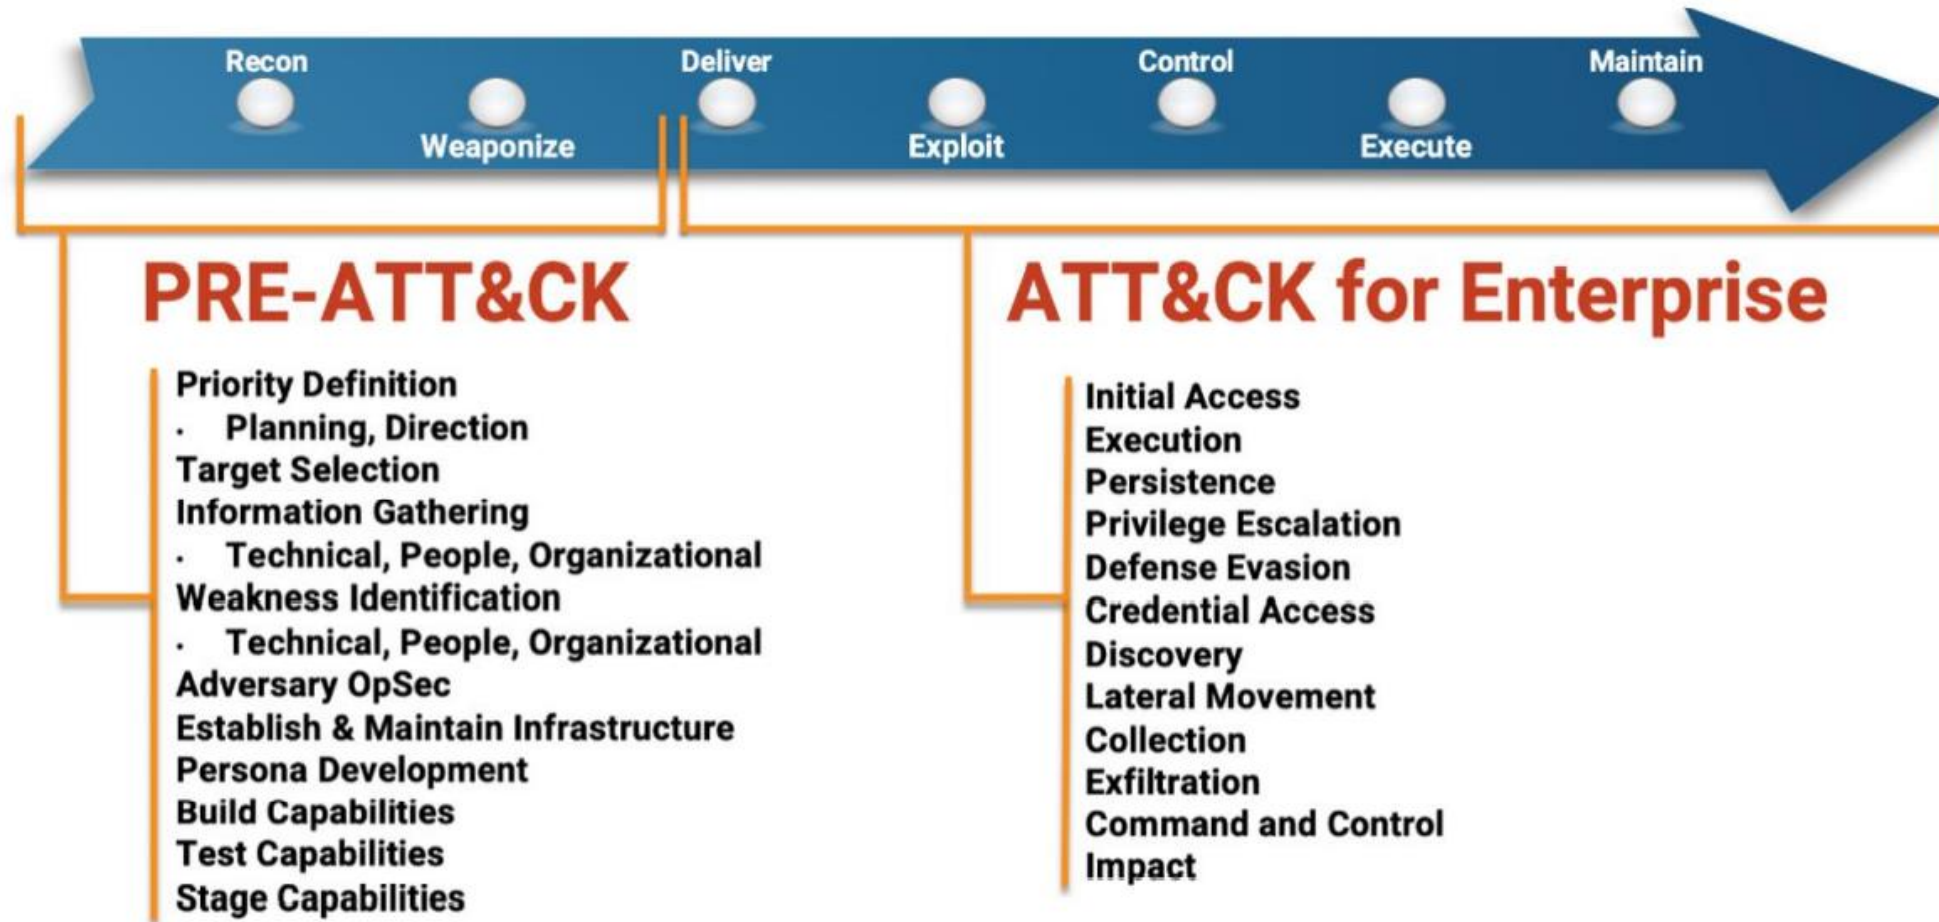 Recon
Weaponize
Deliver
Exploit
Control
Execute
Maintain
PRE-ATT&CK
Priority Definition
· Planning, Direction
Target Selection
Information Gathering
· Technical, People, Organizational
Weakness Identification
· Technical, People, Organizational
Adversary OpSec
Establish & Maintain Infrastructure
Persona Development
Build Capabilities
Test Capabilities
Stage Capabilities
ATT&CK for Enterprise
Initial Access
Execution
Persistence
Privilege Escalation
Defense Evasion
Credential Access
Discovery
Lateral Movement
Collection
Exfiltration
Command and Control
Impact